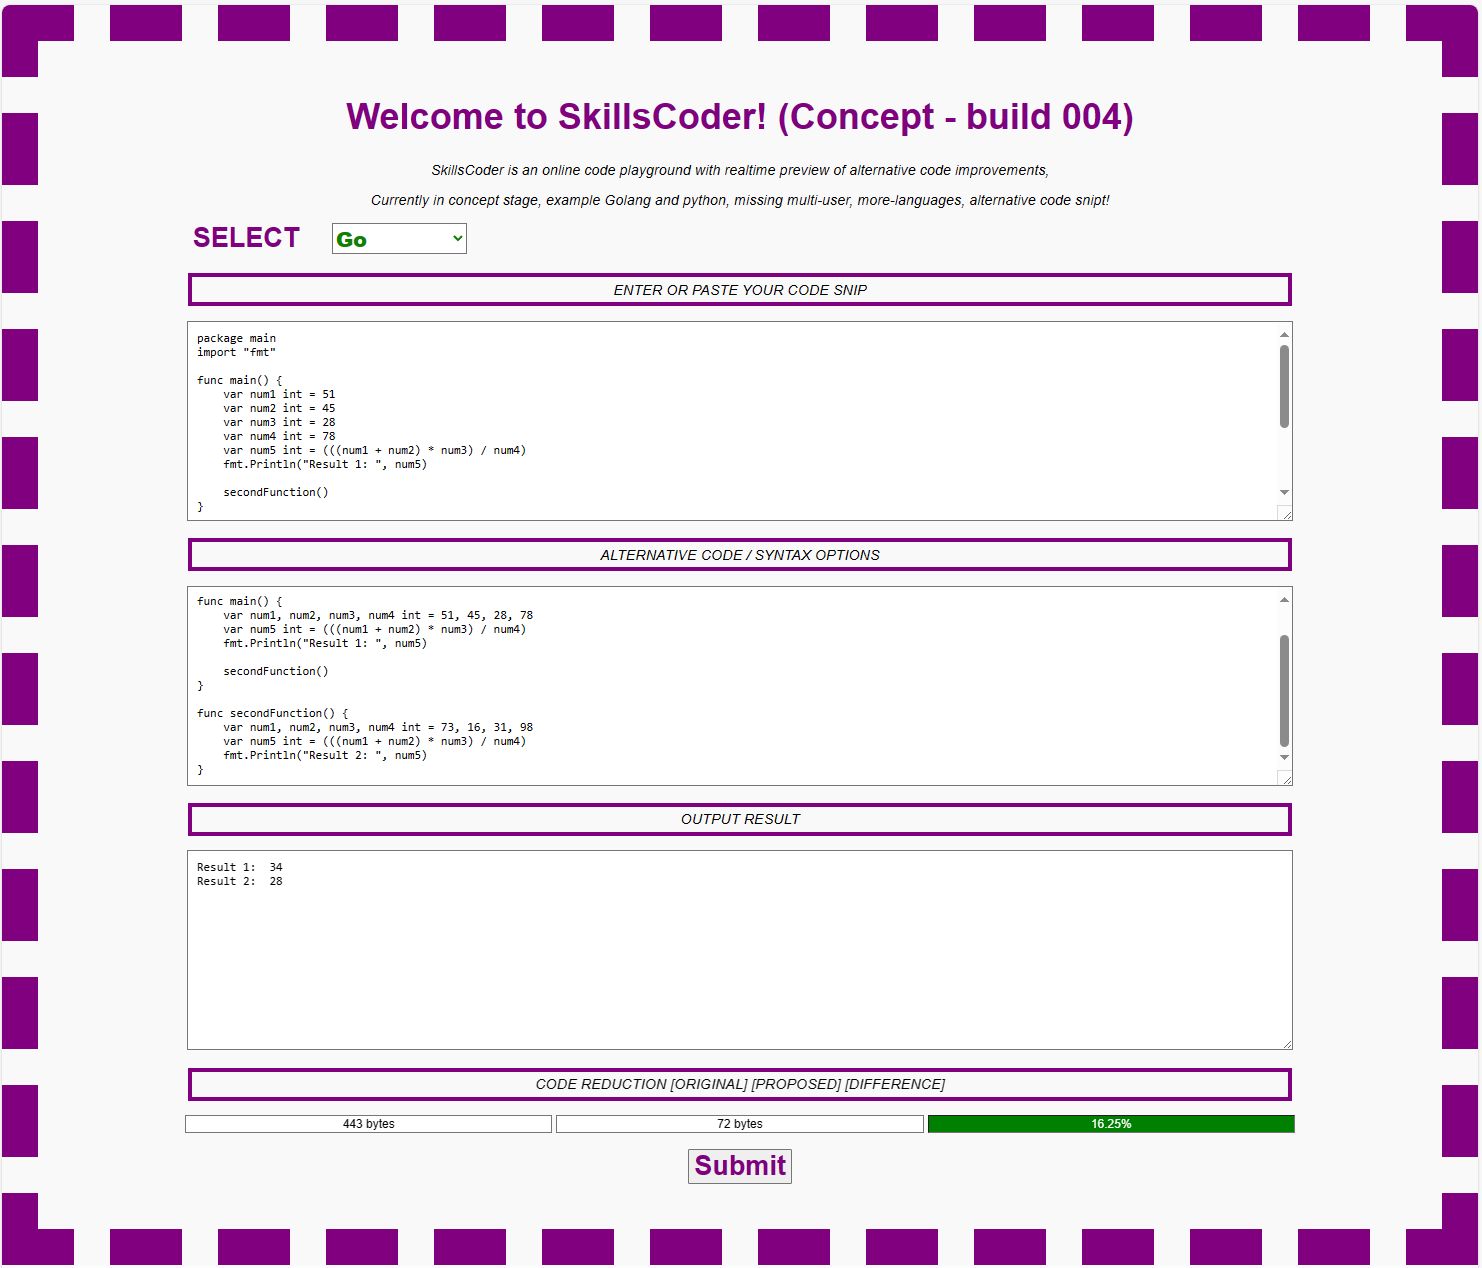 Welcome to SkillsCoder! (Concept - build 004)
SkillsCoder is an online code playground with realtime preview of alternative code improvements,
Currently in concept stage, example Golang and python, missing multi-user, more-languages, alternative code snipt!
SELECT Go
ENTER OR PASTE YOUR CODE SNIP
package main
import "fmt"
func main() {
    var num1 int = 51
    var num2 int = 45
    var num3 int = 28
    var num4 int = 78
    var num5 int = (((num1 + num2) * num3) / num4)
    fmt.Println("Result 1: ", num5)
    secondFunction()
}
ALTERNATIVE CODE / SYNTAX OPTIONS
func main() {
    var num1, num2, num3, num4 int = 51, 45, 28, 78
    var num5 int = (((num1 + num2) * num3) / num4)
    fmt.Println("Result 1: ", num5)
    secondFunction()
}
func secondFunction() {
    var num1, num2, num3, num4 int = 73, 16, 31, 98
    var num5 int = (((num1 + num2) * num3) / num4)
    fmt.Println("Result 2: ", num5)
}
OUTPUT RESULT
Result 1:  34
Result 2:  28
CODE REDUCTION [ORIGINAL] [PROPOSED] [DIFFERENCE]
443 bytes 72 bytes 16.25%
Submit